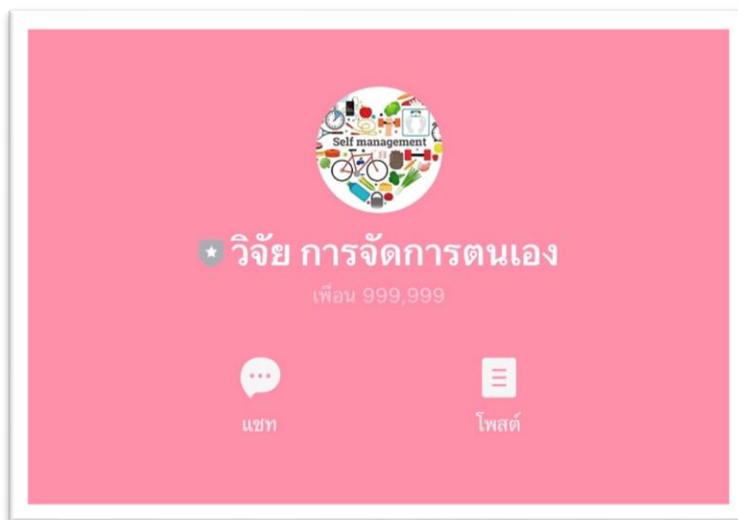 Self management
วิจัย การจัดการตนเอง
เพื่อน 999,999
แชท
โพสต์